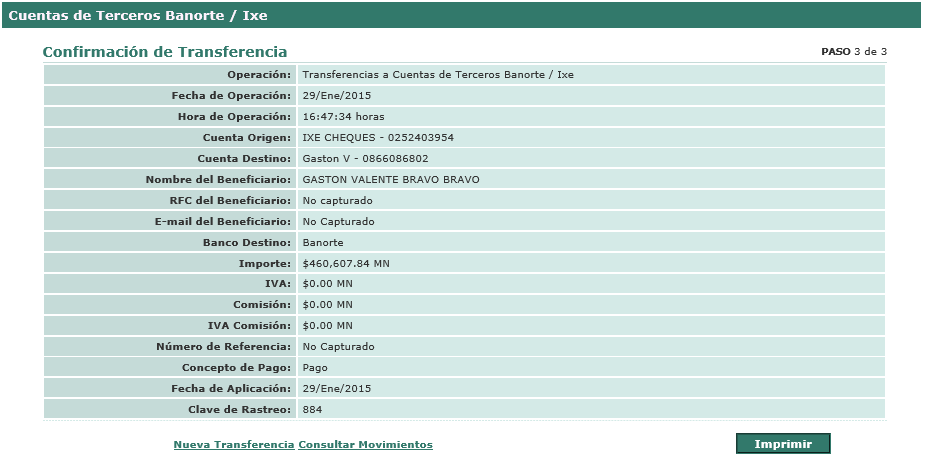 Cuentas de Terceros Banorte / Ixe
Confirmación de Transferencia PASO 3 de 3
Operación: Transferencias a Cuentas de Terceros Banorte / Ixe
Fecha de Operación: 29/Ene/2015
Hora de Operación: 16:47:34 horas
Cuenta Origen: IXE CHEQUES - 0252403954
Cuenta Destino: Gaston V - 0866086802
Nombre del Beneficiario: GASTON VALENTE BRAVO BRAVO
RFC del Beneficiario: No capturado
E-mail del Beneficiario: No Capturado
Banco Destino: Banorte
Importe: $460,607.84 MN
IVA: $0.00 MN
Comisión: $0.00 MN
IVA Comisión: $0.00 MN
Número de Referencia: No Capturado
Concepto de Pago: Pago
Fecha de Aplicación: 29/Ene/2015
Clave de Rastreo: 884
Nueva Transferencia Consultar Movimientos Imprimir